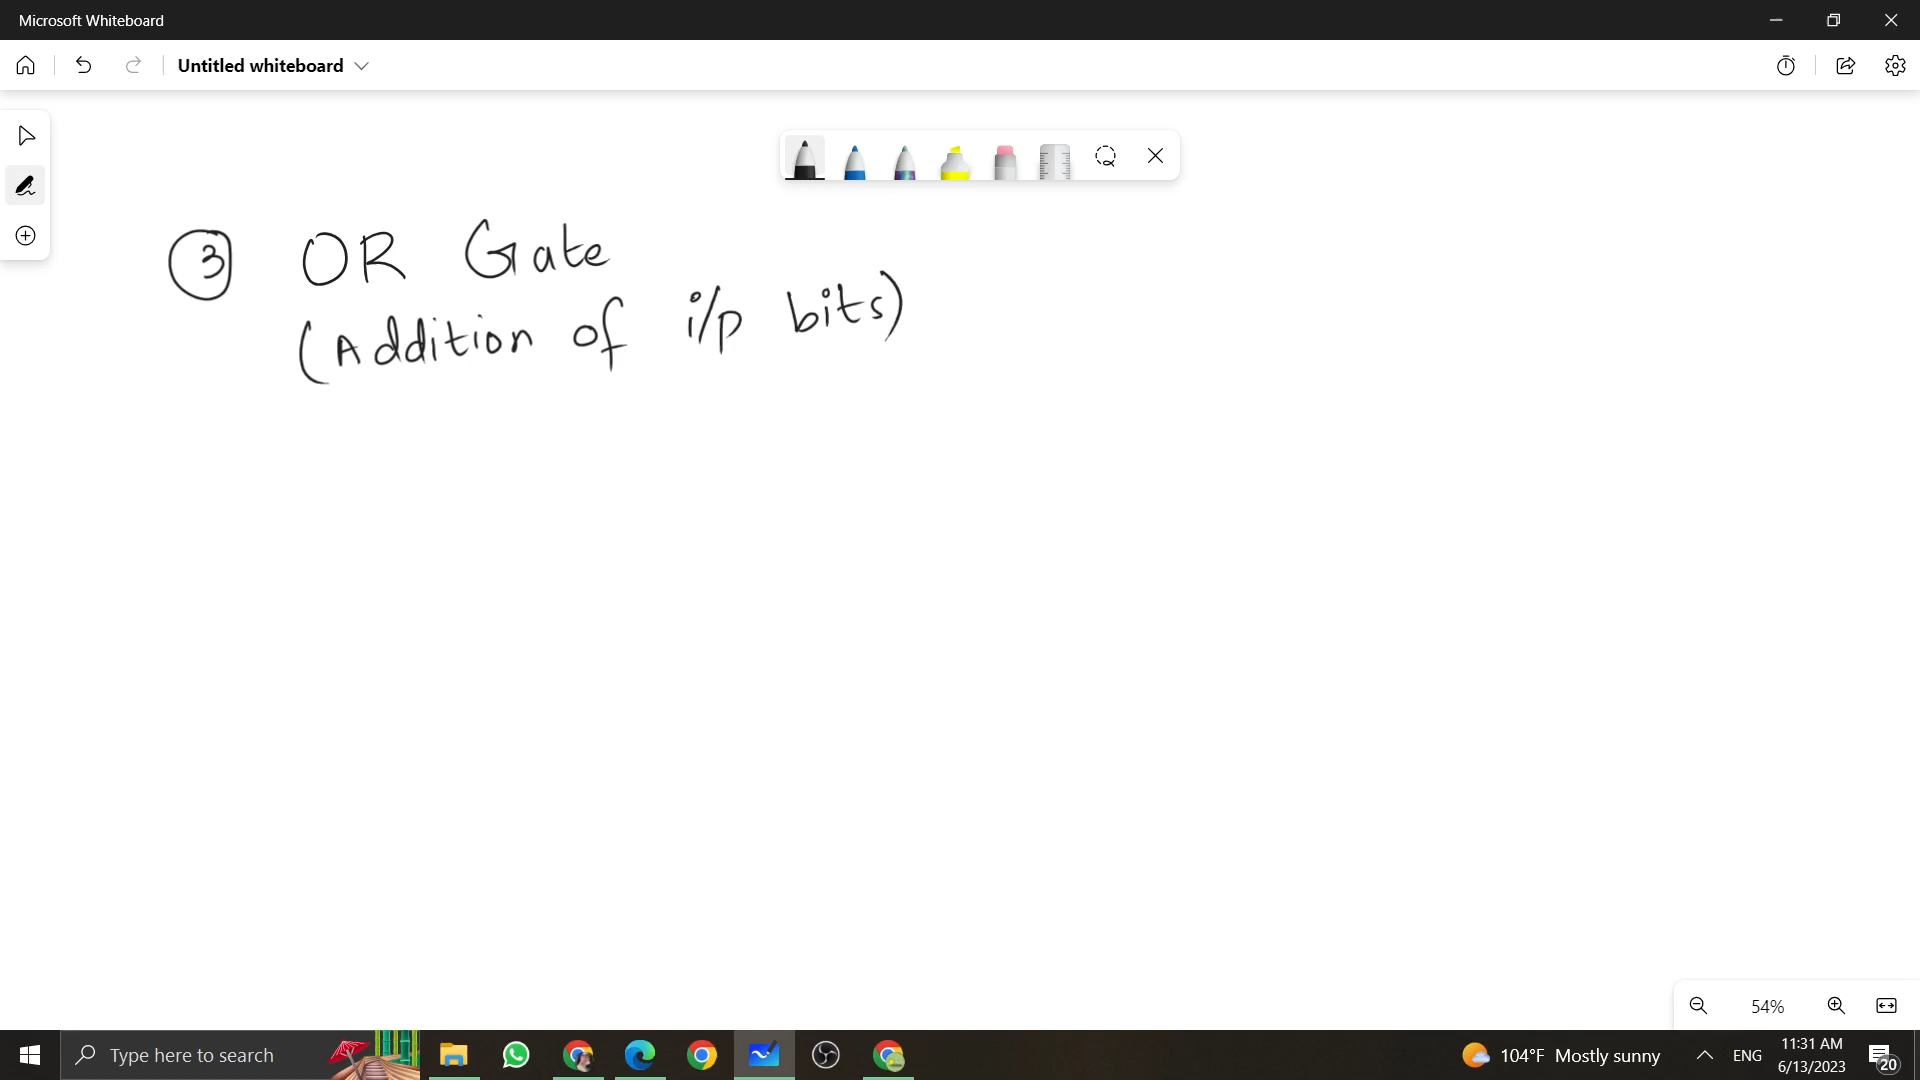 Microsoft Whiteboard
Untitled whiteboard
③ OR Gate
(Addition of i/p bits)
54%
Type here to search
104°F Mostly sunny
ENG
11:31 AM
6/13/2023
20